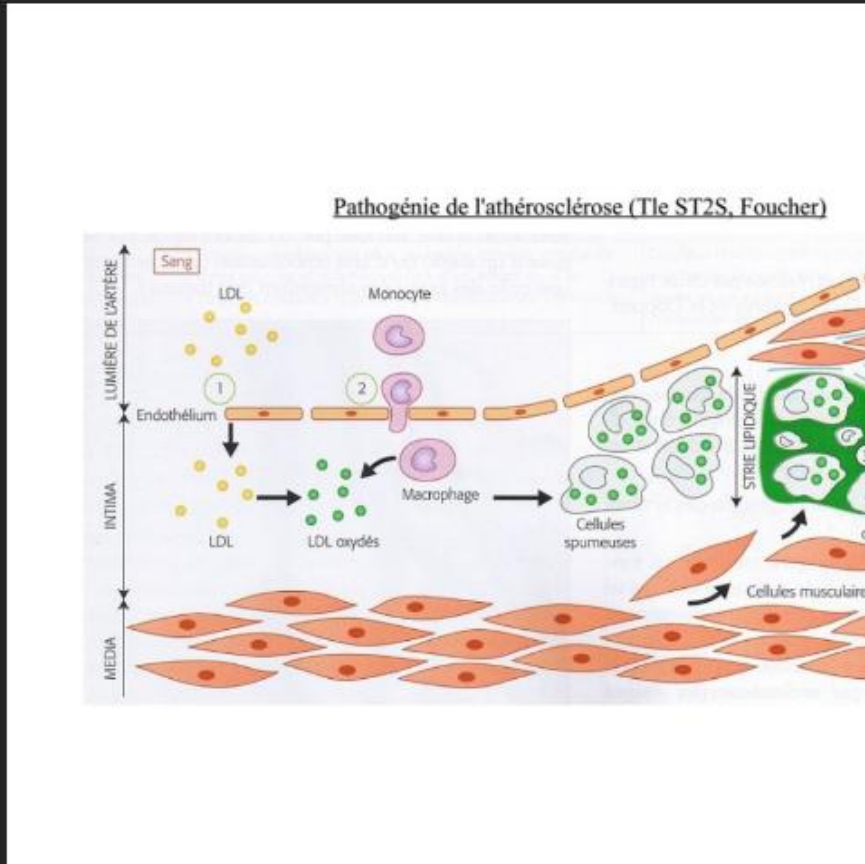 Pathogénie de l'athérosclérose (Tle ST2S, Foucher)
LUMIÈRE DE L'ARTÈRE
Sang
LDL
Monocyte
1
2
Endothélium
INTIMA
LDL
LDL oxydés
Macrophage
Cellules
spumeuses
STRIE LIPIDIQUE
Cellules musculaire
MEDIA